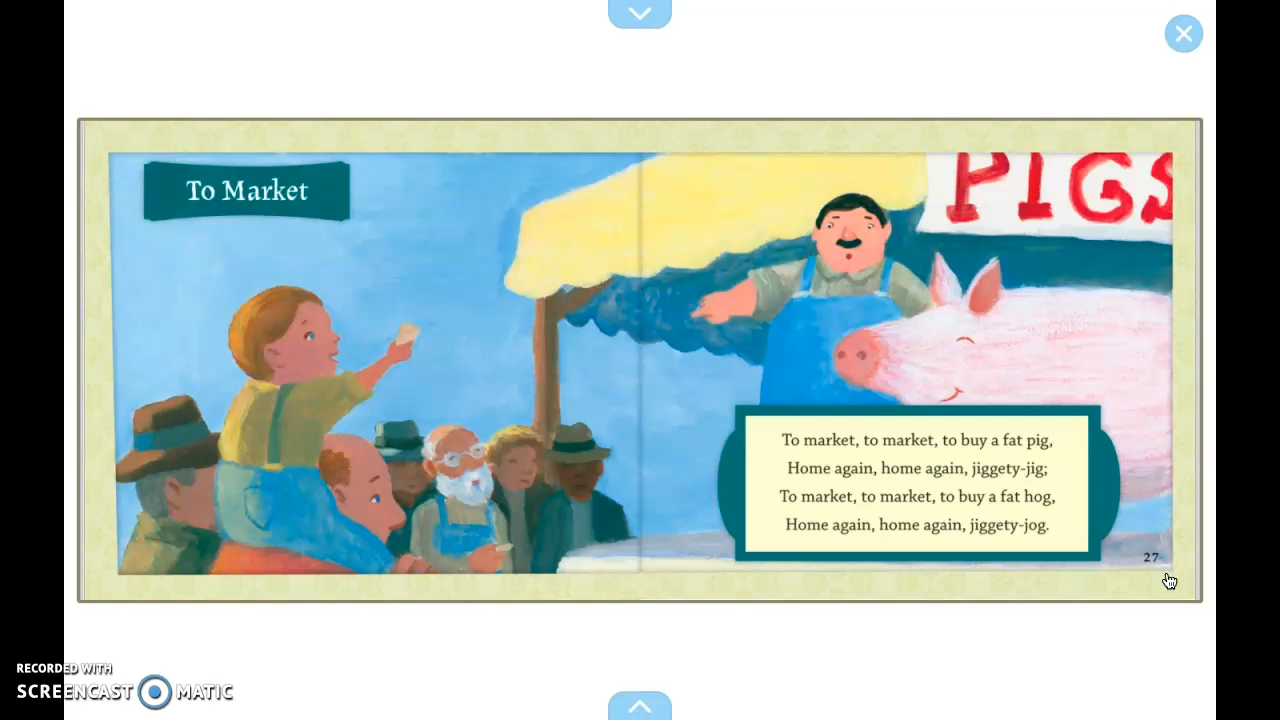 To Market
PIGS
To market, to market, to buy a fat pig,
Home again, home again, jiggety-jig;
To market, to market, to buy a fat hog,
Home again, home again, jiggety-jog.
27
RECORDED WITH
SCREENCAST MATIC